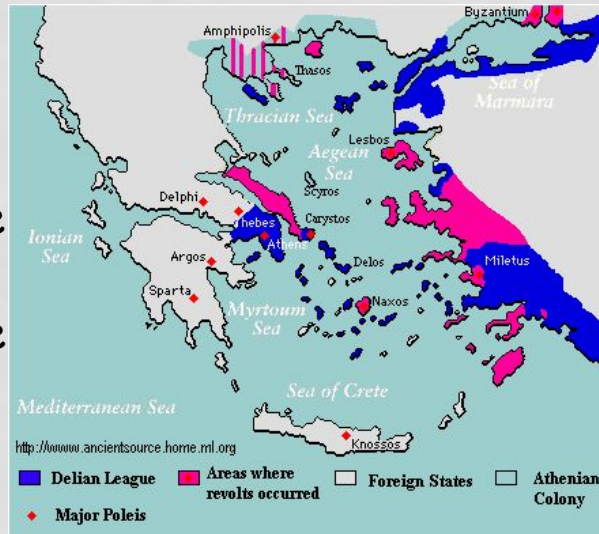 Byzantium
Amphipolis
Sea of
Marmara
Thasos
Thracian Sea
Lesbos
Aegean
Sea
Scyros
Delphi
Carystos
Thebes
Ionian
Sea
Athens
Argos
Delos
Miletus
Sparta
Naxos
Myrtoum
Sea
Sea of Crete
Mediterranean Sea
Knossos
http://wwww.ancientsource.home.ml.org
Delian League
Areas where
revolts occurred
Foreign States
Athenian
Colony
Major Poleis